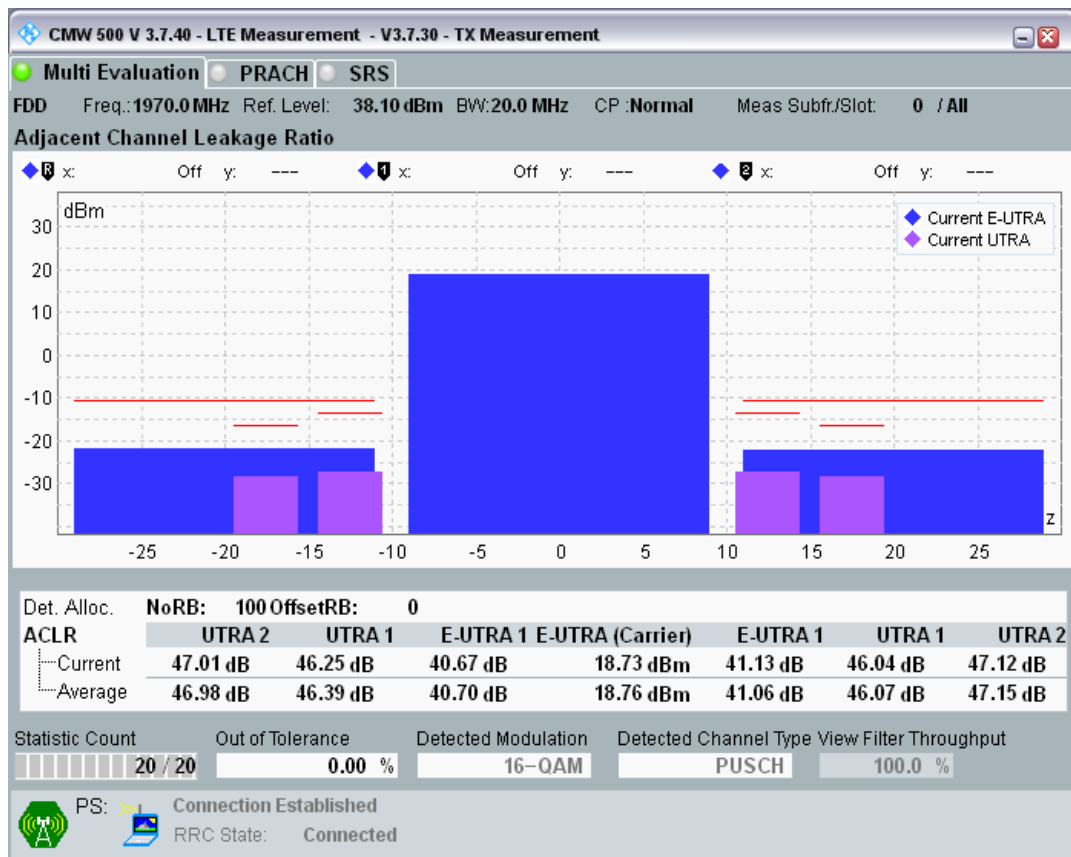 CMW 500 V 3.7.40 - LTE Measurement - V3.7.30 - TX Measurement
Multi Evaluation PRACH SRS
FDD Freq.:1970.0 MHz Ref. Level: 38.10 dBm BW:20.0 MHz CP :Normal Meas Subfr./Slot: 0 / All
Adjacent Channel Leakage Ratio
R x: Off y: --- 1 x: Off y: --- 2 x: Off y: ---
dBm
Current E-UTRA
Current UTRA
30
20
10
0
-10
-20
-30
z
-25 -20 -15 -10 -5 0 5 10 15 20 25
Det. Alloc. NoRB: 100 OffsetRB: 0
ACLR UTRA 2 UTRA 1 E-UTRA 1 E-UTRA (Carrier) E-UTRA 1 UTRA 1 UTRA 2
Current 47.01 dB 46.25 dB 40.67 dB 18.73 dBm 41.13 dB 46.04 dB 47.12 dB
Average 46.98 dB 46.39 dB 40.70 dB 18.76 dBm 41.06 dB 46.07 dB 47.15 dB
Statistic Count Out of Tolerance Detected Modulation Detected Channel Type View Filter Throughput
20 / 20 0.00 % 16-QAM PUSCH 100.0 %
PS: Connection Established
RRC State: Connected